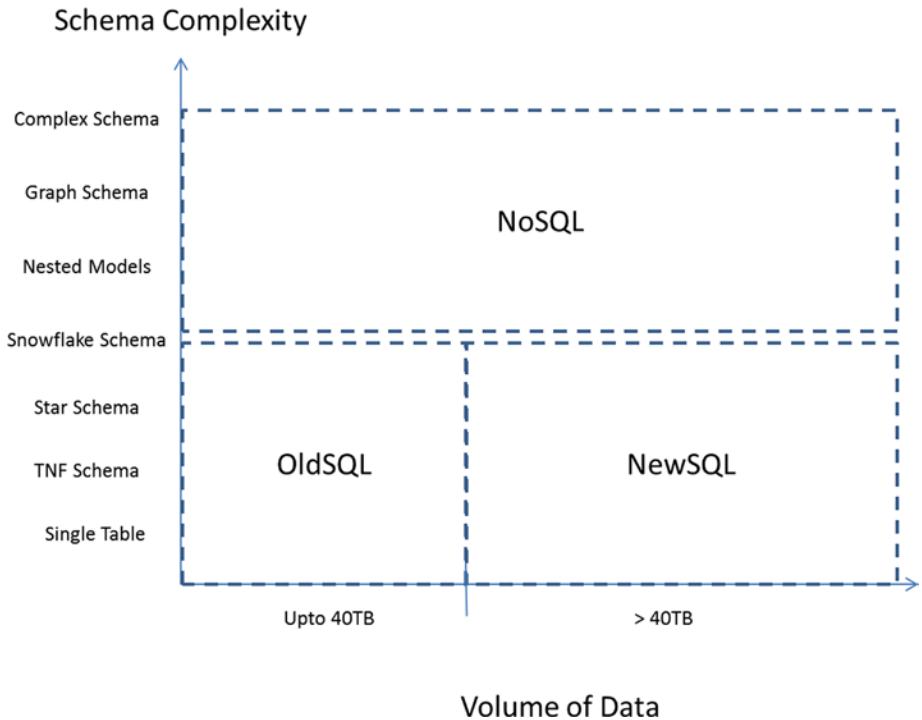 Schema Complexity
Complex Schema
Graph Schema
NoSQL
Nested Models
Snowflake Schema
Star Schema
OldSQL
NewSQL
TNF Schema
Single Table
Upto 40TB
> 40TB
Volume of Data